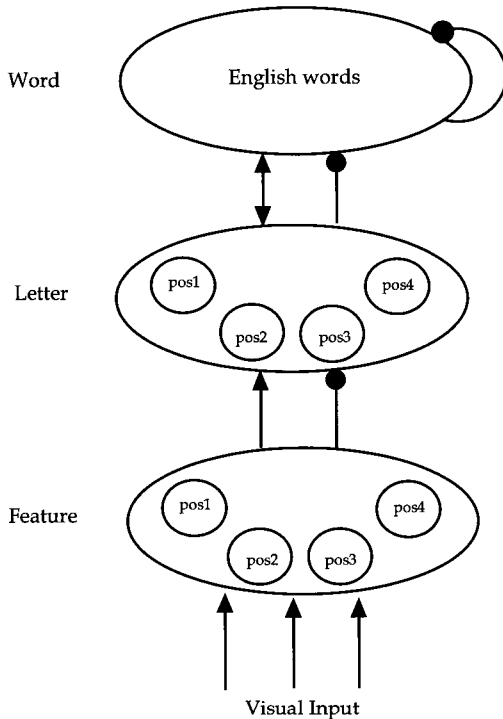 Word
English words
Letter
pos1
pos4
pos2
pos3
Feature
pos1
pos4
pos2
pos3
Visual Input